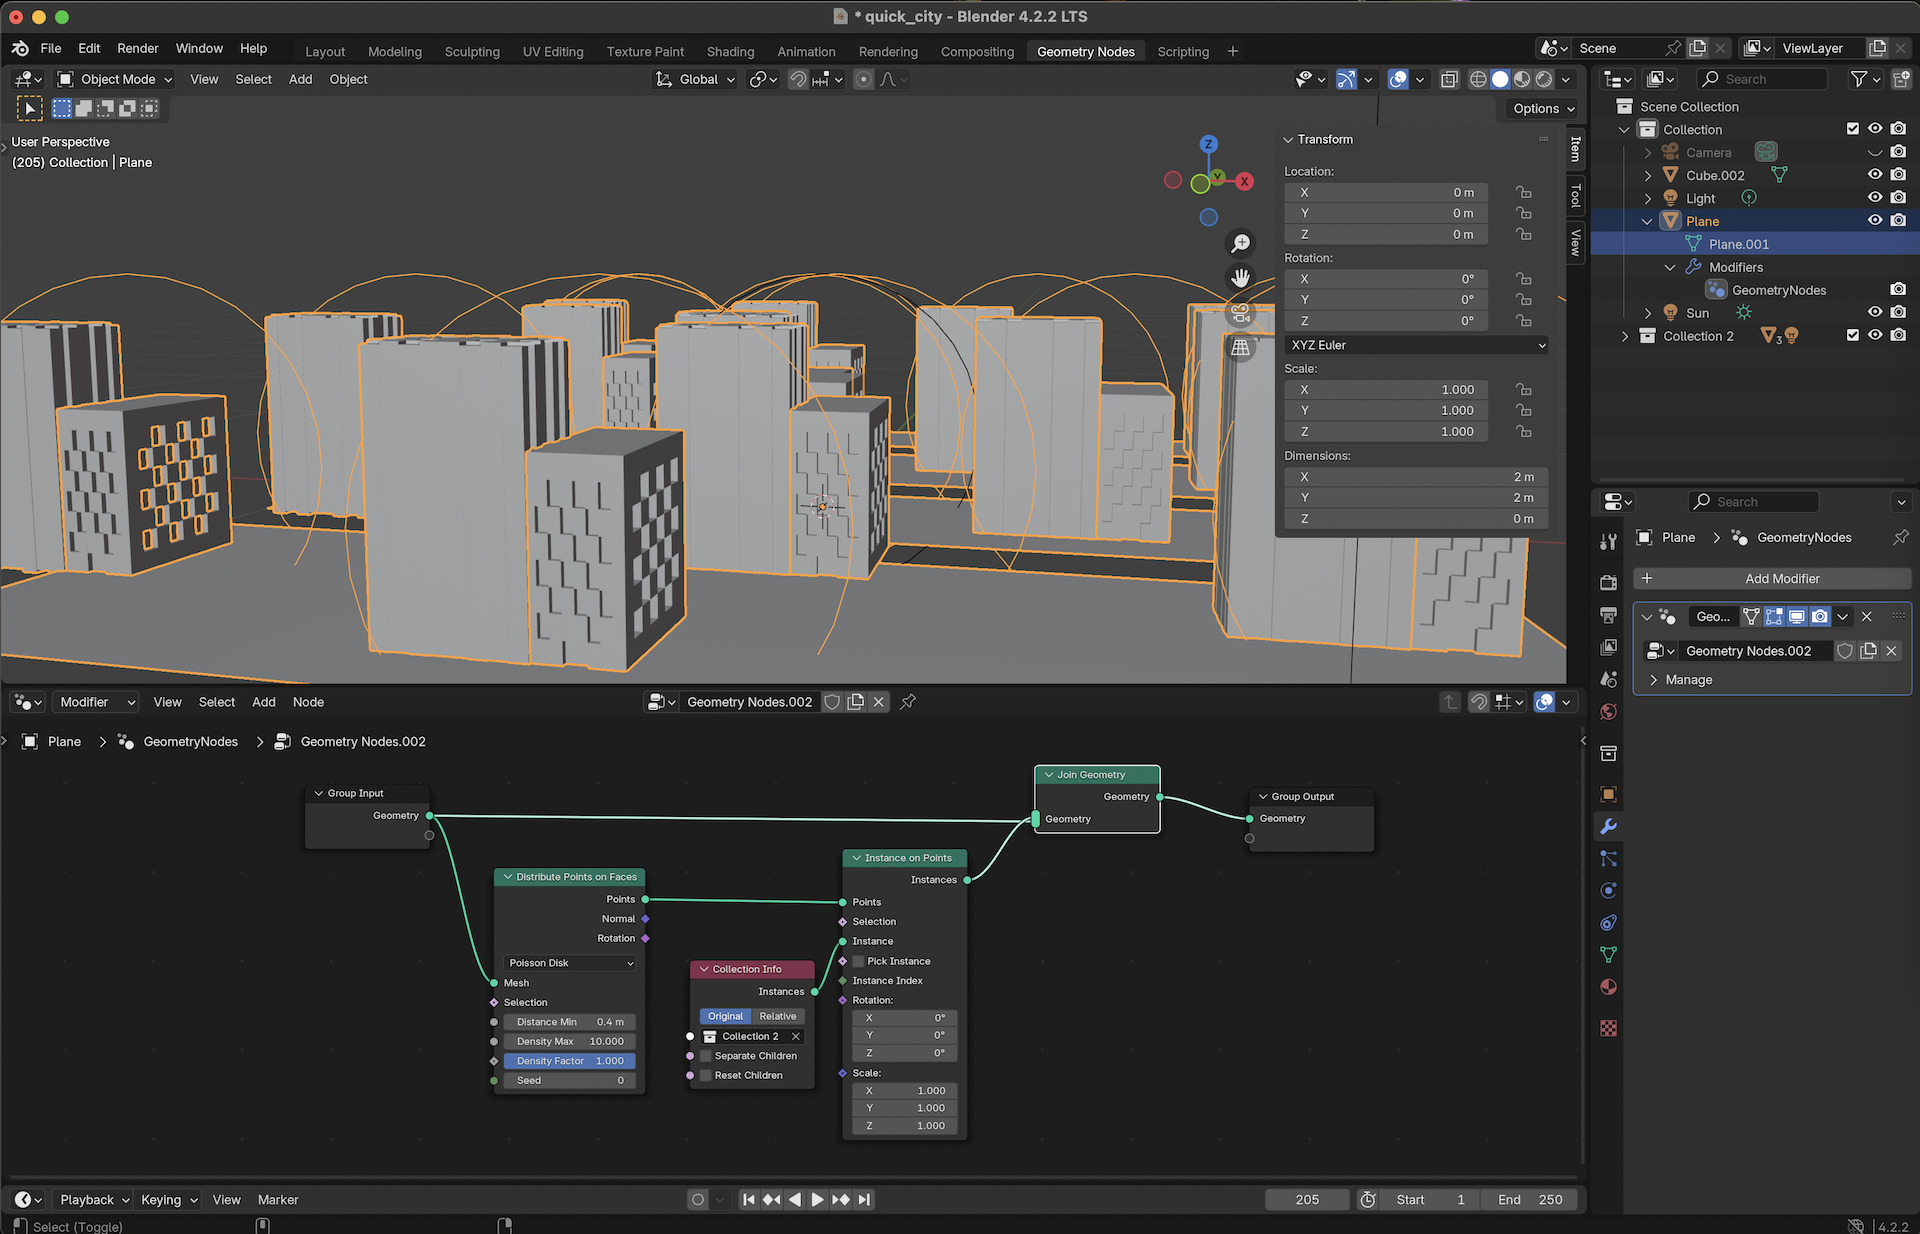 * quick_city - Blender 4.2.2 LTS
File Edit Render Window Help Layout Modeling Sculpting UV Editing Texture Paint Shading Animation Rendering Compositing Geometry Nodes Scripting + Scene ViewLayer
Object Mode View Select Add Object Global Search
Options
User Perspective
(205) Collection | Plane
Z
Y
X
Transform
Location:
X 0 m
Y 0 m
Z 0 m
Rotation:
X 0°
Y 0°
Z 0°
XYZ Euler
Scale:
X 1.000
Y 1.000
Z 1.000
Dimensions:
X 2 m
Y 2 m
Z 0 m
Item
Tool
View
Scene Collection
Collection
Camera
Cube.002
Light
Plane
Plane.001
Modifiers
GeometryNodes
Sun
Collection 2 3
Search
Plane GeometryNodes
Add Modifier
Geo...
Geometry Nodes.002
Manage
Modifier View Select Add Node Geometry Nodes.002
Plane GeometryNodes Geometry Nodes.002
Group Input
Geometry
Distribute Points on Faces
Points
Normal
Rotation
Poisson Disk
Mesh
Selection
Distance Min 0.4 m
Density Max 10.000
Density Factor 1.000
Seed 0
Collection Info
Instances
Original Relative
Collection 2
Separate Children
Reset Children
Instance on Points
Instances
Points
Selection
Instance
Pick Instance
Instance Index
Rotation:
X 0°
Y 0°
Z 0°
Scale:
X 1.000
Y 1.000
Z 1.000
Join Geometry
Geometry
Geometry
Group Output
Geometry
Playback Keying View Marker 205 Start 1 End 250
Select (Toggle) 4.2.2